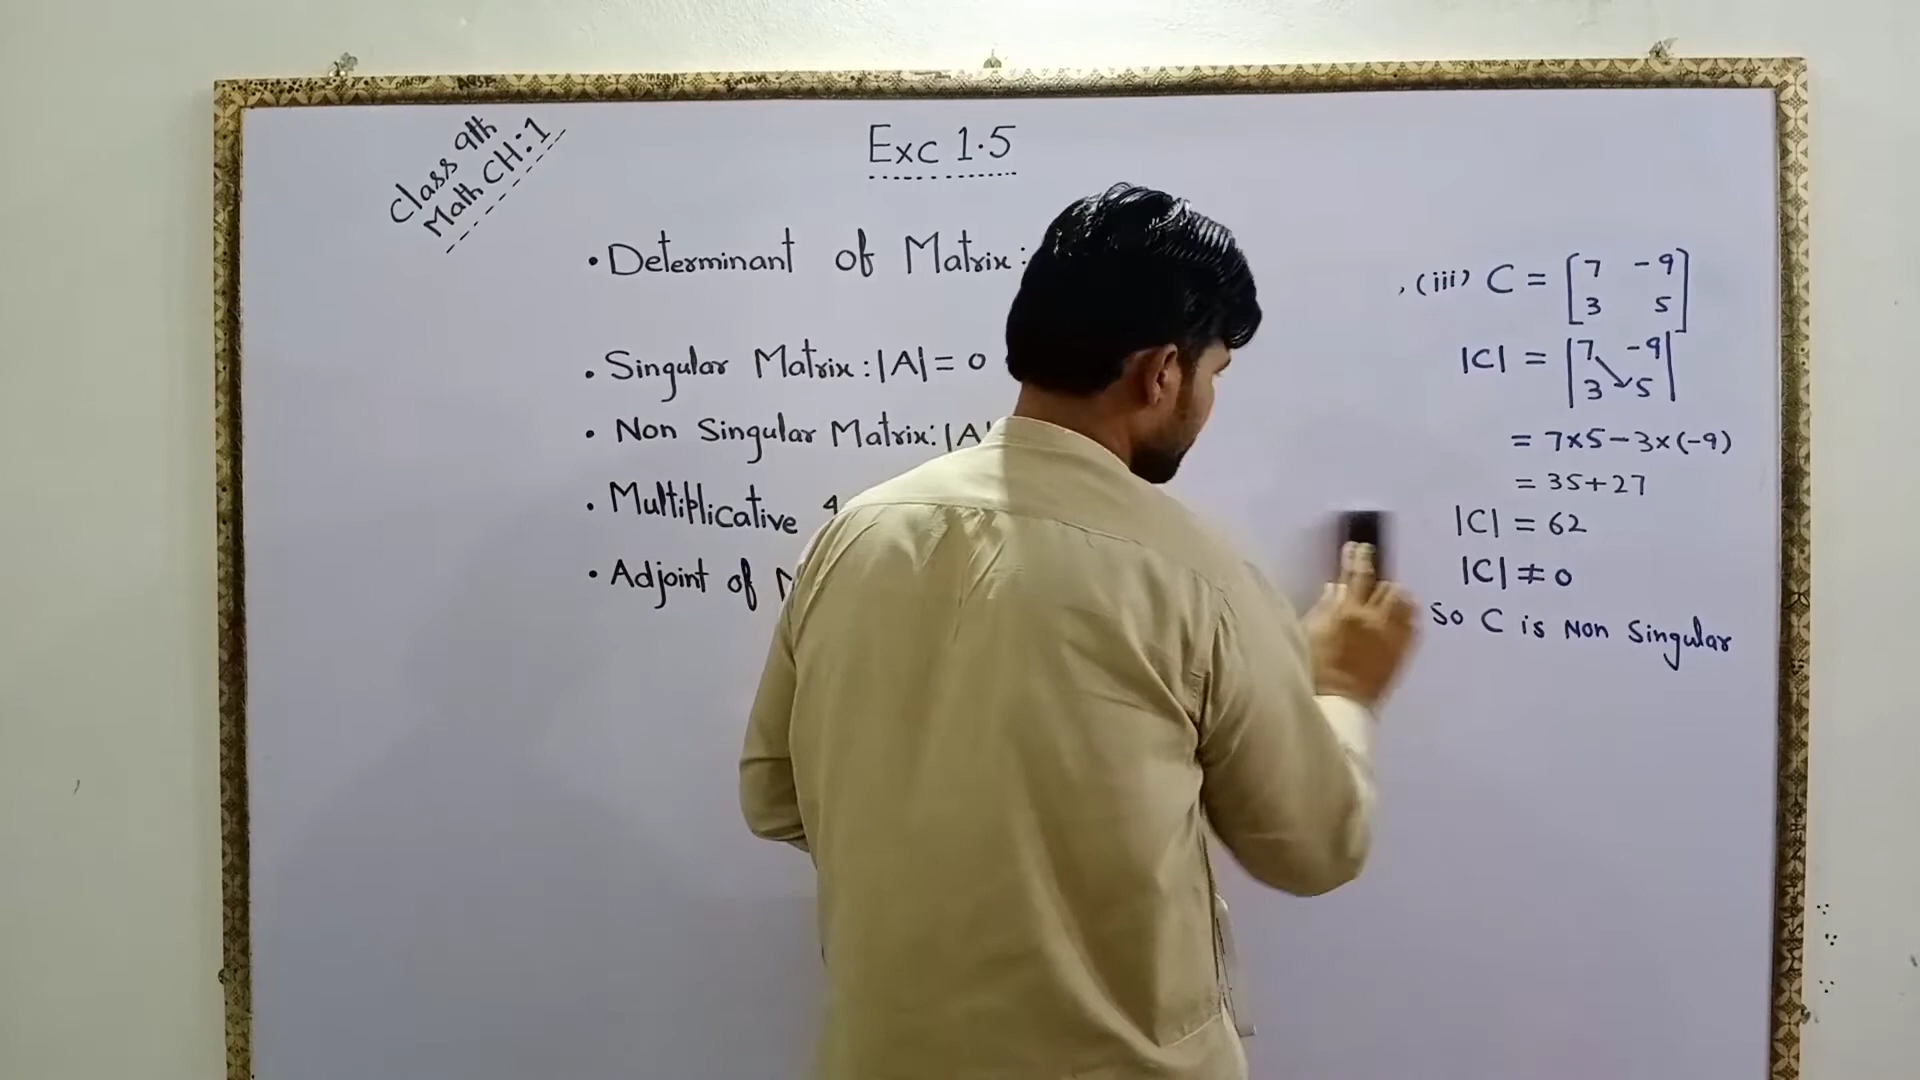 Class 9th
Math CH:1
Exc 1.5
• Determinant of Matrix:
• Singular Matrix: |A| = 0
• Non Singular Matrix: |A|
• Multiplicative
• Adjoint of
(iii) C = [7 -9
3 5]
|C| = |7 -9
3 5|
= 7×5-3×(-9)
= 35+27
|C| = 62
|C| ≠ 0
So C is Non Singular